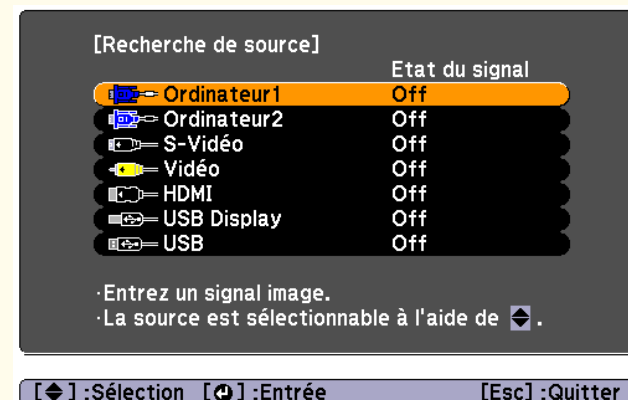 [Recherche de source]
Etat du signal
Ordinateur1 Off
Ordinateur2 Off
S-Vidéo Off
Vidéo Off
HDMI Off
USB Display Off
USB Off
·Entrez un signal image.
·La source est sélectionnable à l'aide de .
[ ] :Sélection [ ] :Entrée [Esc] :Quitter